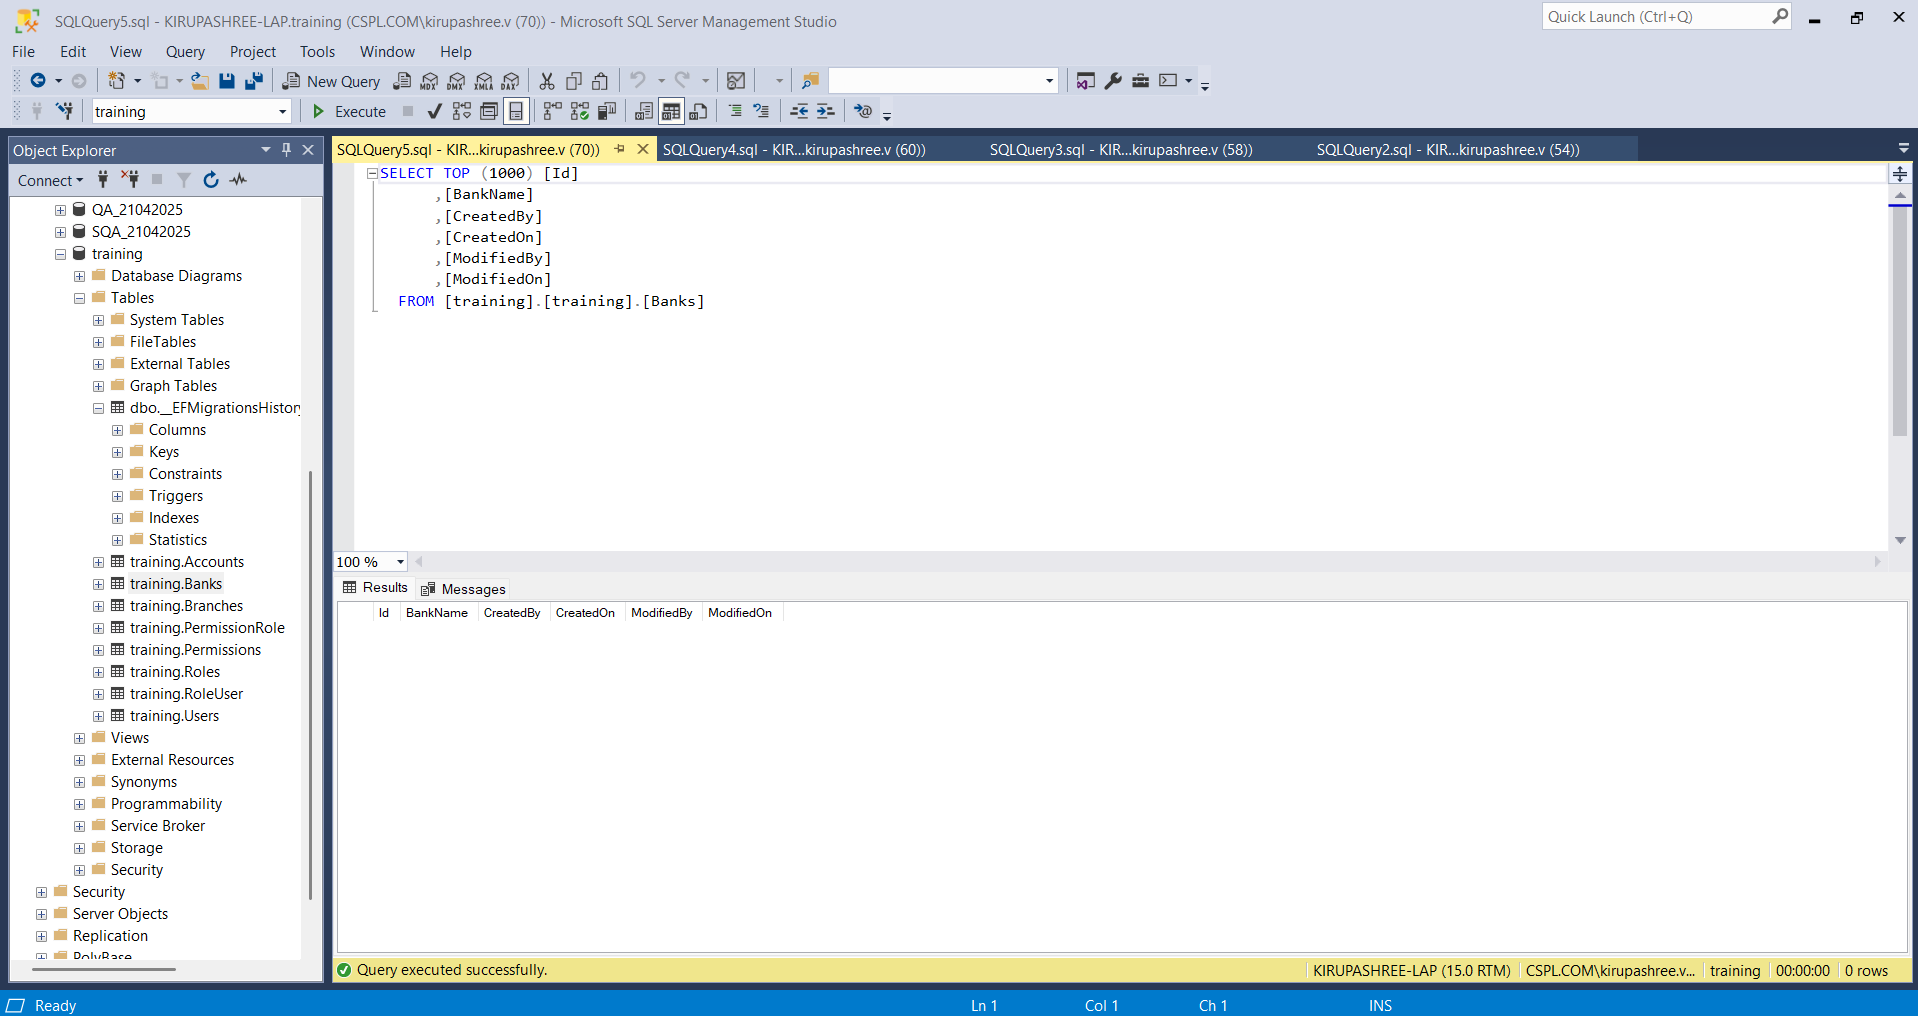 SQLQuery5.sql - KIRUPASHREE-LAP.training (CSPL.COM\kirupashree.v (70)) - Microsoft SQL Server Management Studio
Quick Launch (Ctrl+Q)
File Edit View Query Project Tools Window Help
New Query MDX DMX XMLA DAX
training Execute
Object Explorer
Connect
QA_21042025
SQA_21042025
training
Database Diagrams
Tables
System Tables
FileTables
External Tables
Graph Tables
dbo.__EFMigrationsHistory
Columns
Keys
Constraints
Triggers
Indexes
Statistics
training.Accounts
training.Banks
training.Branches
training.PermissionRole
training.Permissions
training.Roles
training.RoleUser
training.Users
Views
External Resources
Synonyms
Programmability
Service Broker
Storage
Security
Security
Server Objects
Replication
PolyBase
SQLQuery5.sql - KIR...kirupashree.v (70)) SQLQuery4.sql - KIR...kirupashree.v (60)) SQLQuery3.sql - KIR...kirupashree.v (58)) SQLQuery2.sql - KIR...kirupashree.v (54))
SELECT TOP (1000) [Id]
,[BankName]
,[CreatedBy]
,[CreatedOn]
,[ModifiedBy]
,[ModifiedOn]
FROM [training].[training].[Banks]
100 %
Results Messages
Id BankName CreatedBy CreatedOn ModifiedBy ModifiedOn
Query executed successfully. KIRUPASHREE-LAP (15.0 RTM) CSPL.COM\kirupashree.v... training 00:00:00 0 rows
Ready Ln 1 Col 1 Ch 1 INS